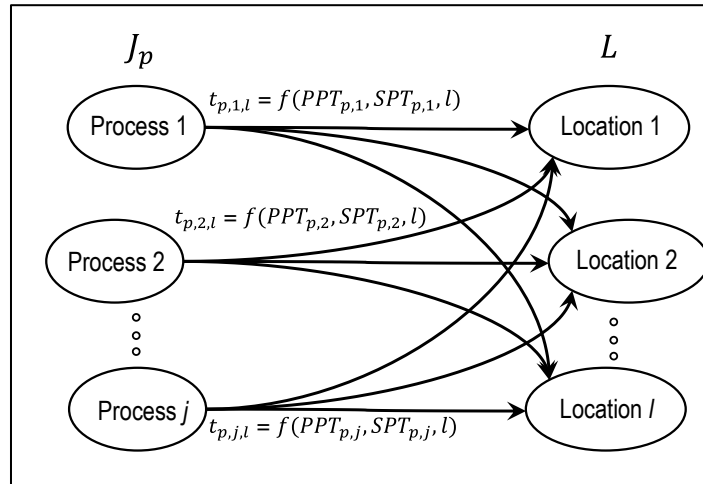 J_p L
t_{p,1,l} = f(PPT_{p,1}, SPT_{p,1}, l)
Process 1 Location 1
t_{p,2,l} = f(PPT_{p,2}, SPT_{p,2}, l)
Process 2 Location 2
Process j Location l
t_{p,j,l} = f(PPT_{p,j}, SPT_{p,j}, l)